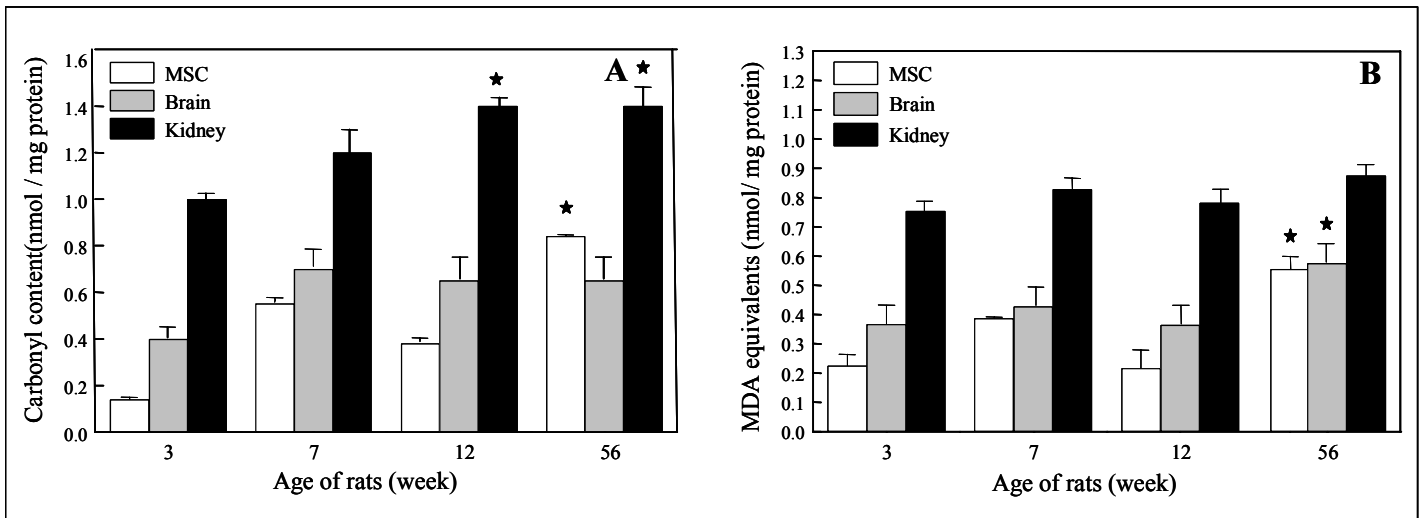 A
MSC
Brain
Kidney
Carbonyl content(nmol / mg protein)
1.6
1.4
1.2
1.0
0.8
0.6
0.4
0.2
0.0
3 7 12 56
Age of rats (week)
B
MSC
Brain
Kidney
MDA equivalents (nmol/ mg protein)
1.3
1.2
1.1
1.0
0.9
0.8
0.7
0.6
0.5
0.4
0.3
0.2
0.1
0.0
3 7 12 56
Age of rats (week)